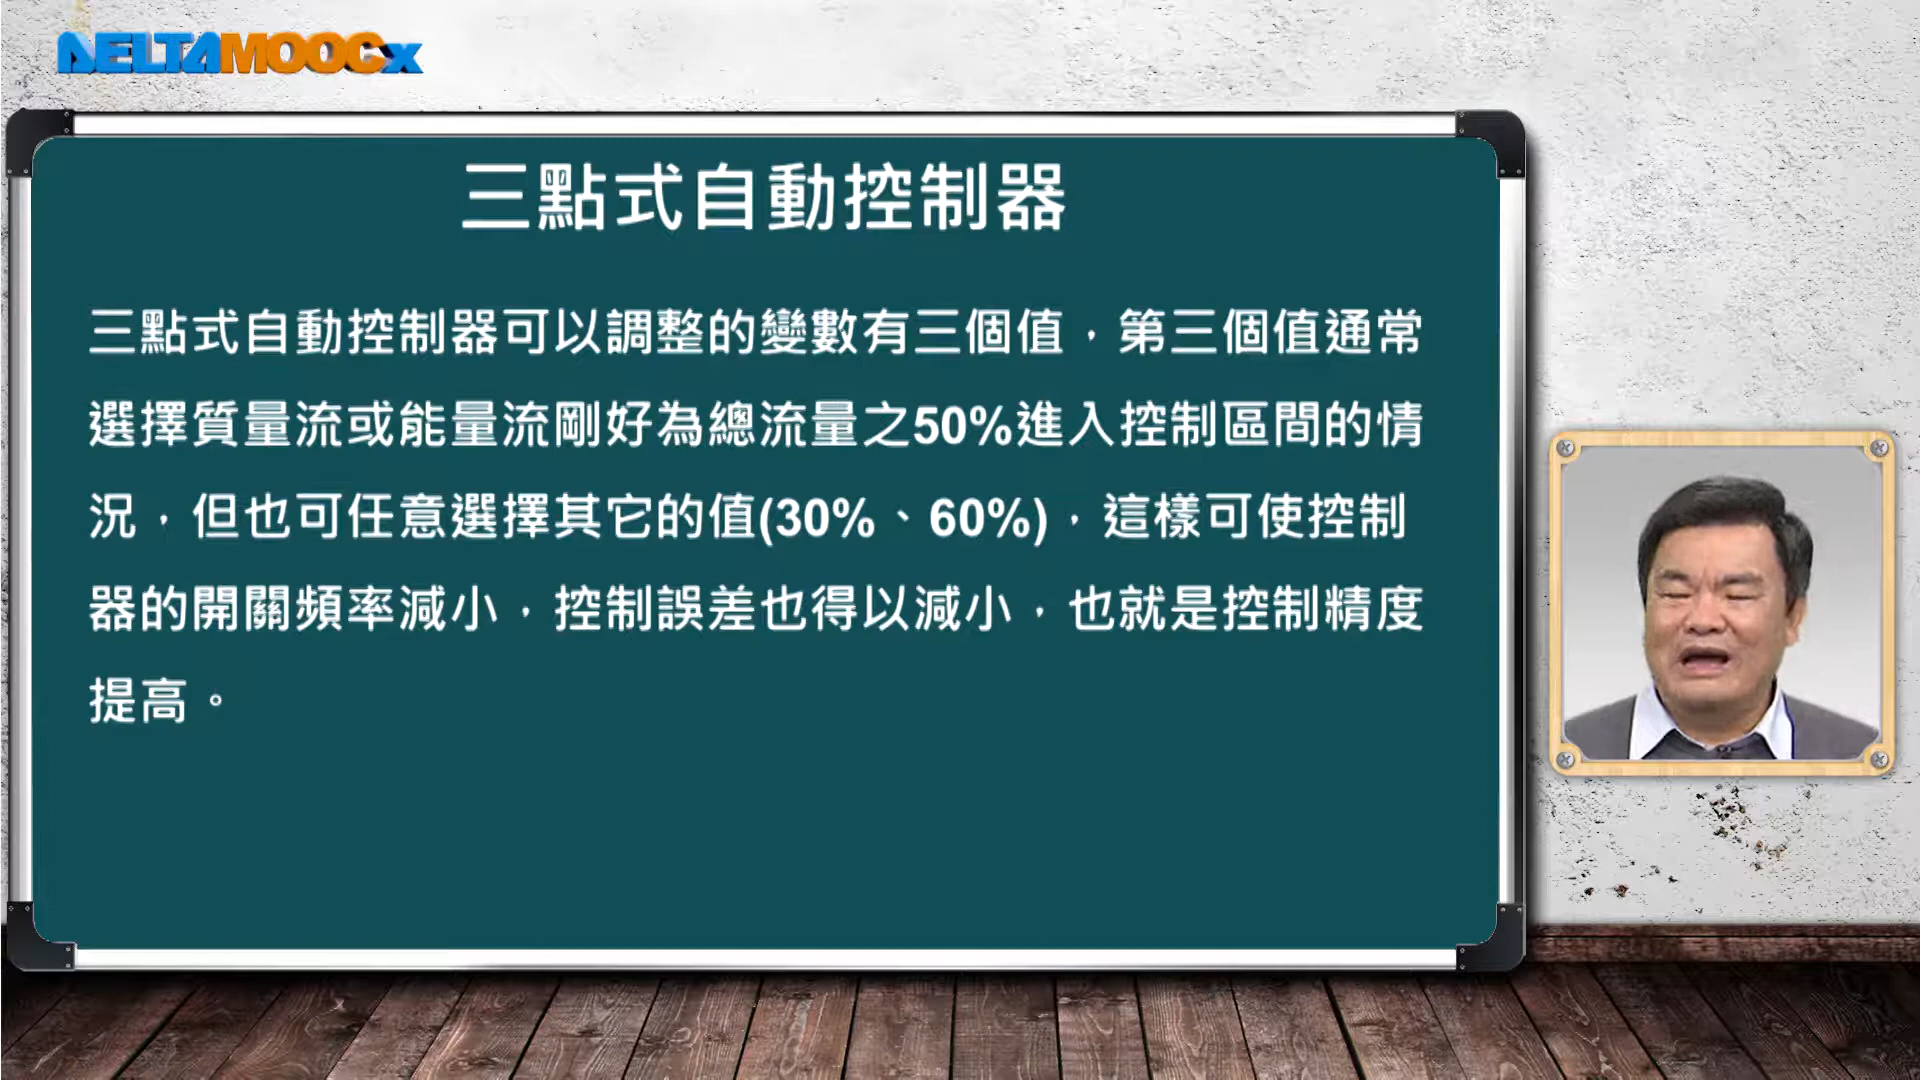 DELTAMOOCx
三點式自動控制器
三點式自動控制器可以調整的變數有三個值，第三個值通常
選擇質量流或能量流剛好為總流量之50%進入控制區間的情
況，但也可任意選擇其它的值(30%、60%)，這樣可使控制
器的開關頻率減小，控制誤差也得以減小，也就是控制精度
提高。